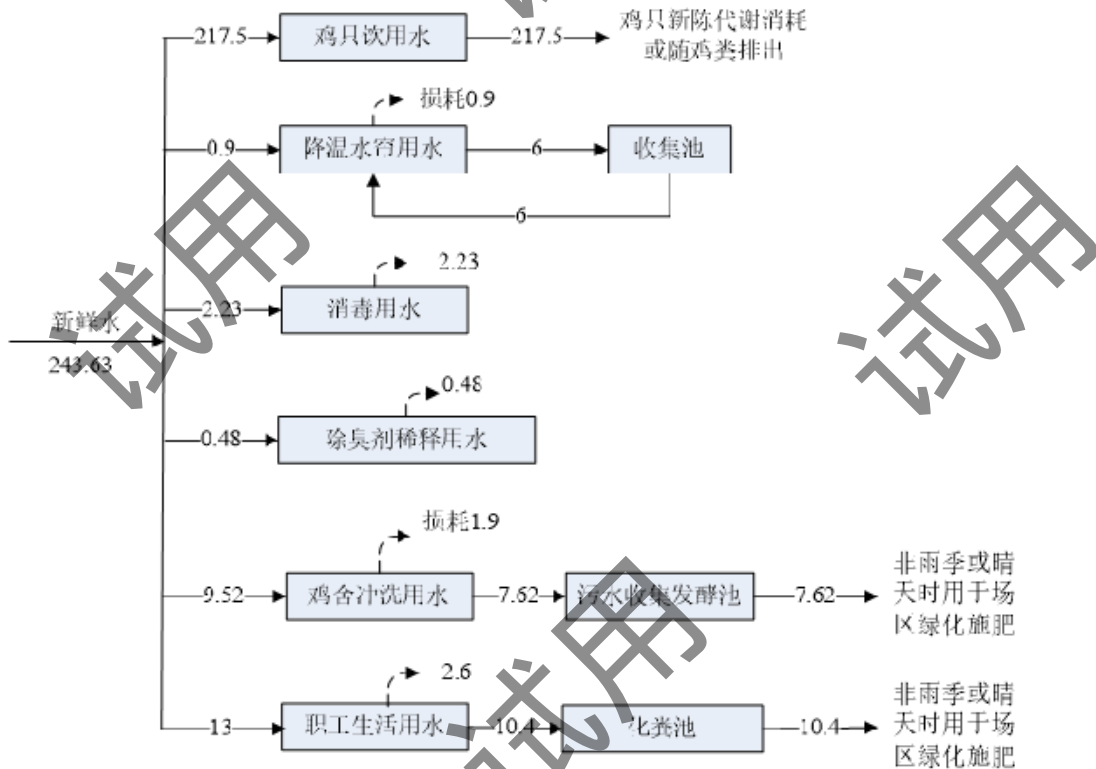 217.5
鸡只饮用水
217.5
鸡只新陈代谢消耗
或随鸡粪排出
损耗0.9
0.9
降温水帘用水
6
收集池
6
2.23
2.23
消毒用水
新鲜水
243.63
0.48
0.48
除臭剂稀释用水
损耗1.9
9.52
鸡舍冲洗用水
7.62
污水收集发酵池
7.62
非雨季或晴
天时用于场
区绿化施肥
2.6
13
职工生活用水
10.4
化粪池
10.4
非雨季或晴
天时用于场
区绿化施肥
试用
试用
试用